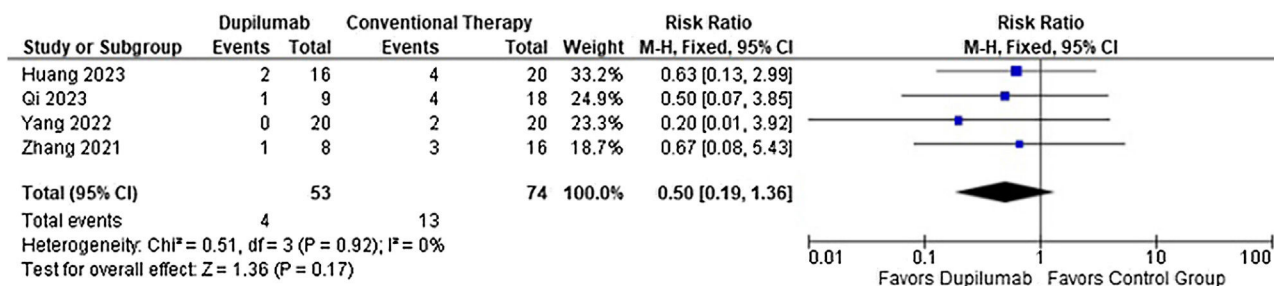 Dupilumab Conventional Therapy Risk Ratio Risk Ratio
Study or Subgroup Events Total Events Total Weight M-H, Fixed, 95% CI M-H, Fixed, 95% CI
Huang 2023 2 16 4 20 33.2% 0.63 [0.13, 2.99]
Qi 2023 1 9 4 18 24.9% 0.50 [0.07, 3.85]
Yang 2022 0 20 2 20 23.3% 0.20 [0.01, 3.92]
Zhang 2021 1 8 3 16 18.7% 0.67 [0.08, 5.43]
Total (95% CI) 53 74 100.0% 0.50 [0.19, 1.36]
Total events 4 13
Heterogeneity: Chi² = 0.51, df = 3 (P = 0.92); I² = 0%
Test for overall effect: Z = 1.36 (P = 0.17)
0.01 0.1 1 10 100
Favors Dupilumab Favors Control Group